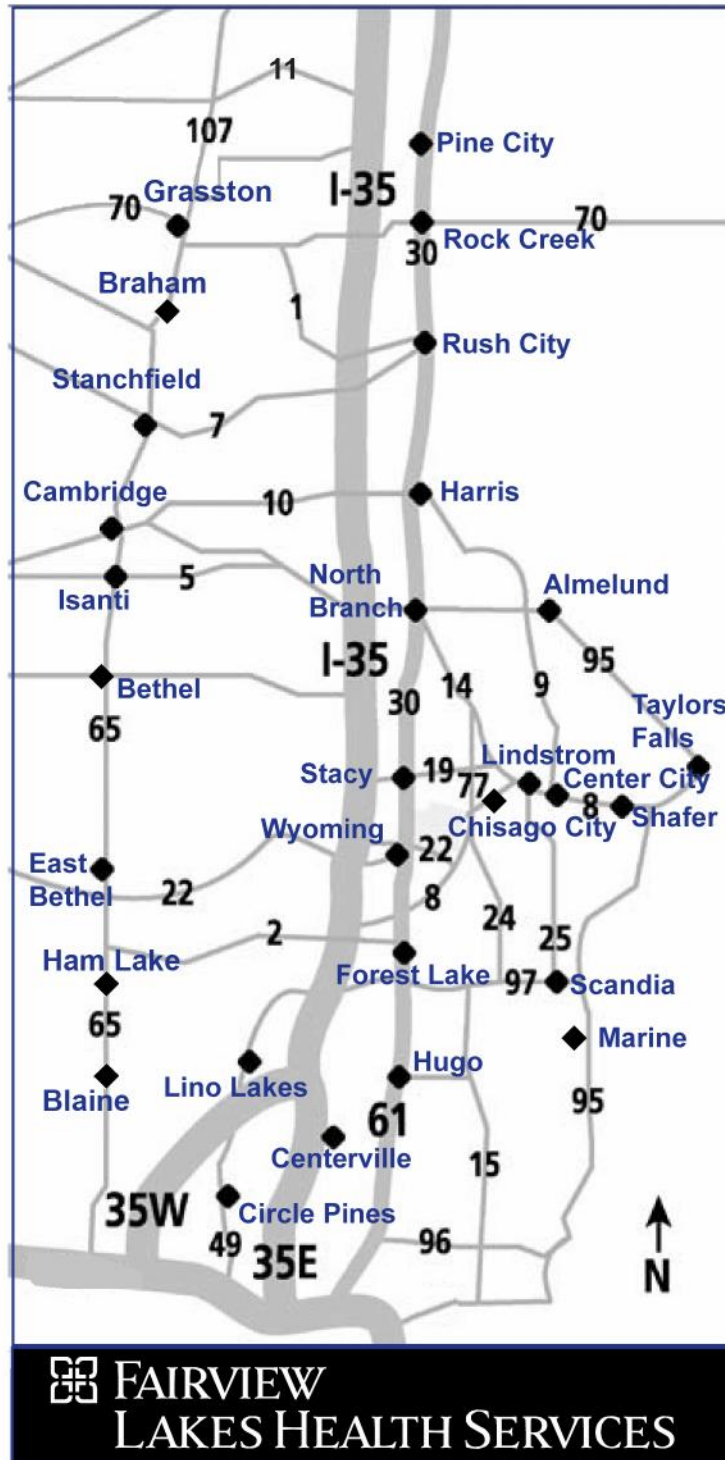 11
107
Pine City
I-35
Grasston
70
70
Rock Creek
30
Braham
1
Rush City
Stanchfield
7
Cambridge
10
Harris
North
Branch
Almelund
5
Isanti
I-35
95
14
9
Bethel
30
65
Taylors
Falls
Lindstrom
Stacy
19
77
Center City
8
Shafer
Chisago City
Wyoming
22
East
Bethel
22
8
24
2
25
Ham Lake
Forest Lake
97
Scandia
65
Marine
Lino Lakes
Hugo
Blaine
95
61
Centerville
15
35W
Circle Pines
49
35E
96
N
FAIRVIEW
LAKES HEALTH SERVICES